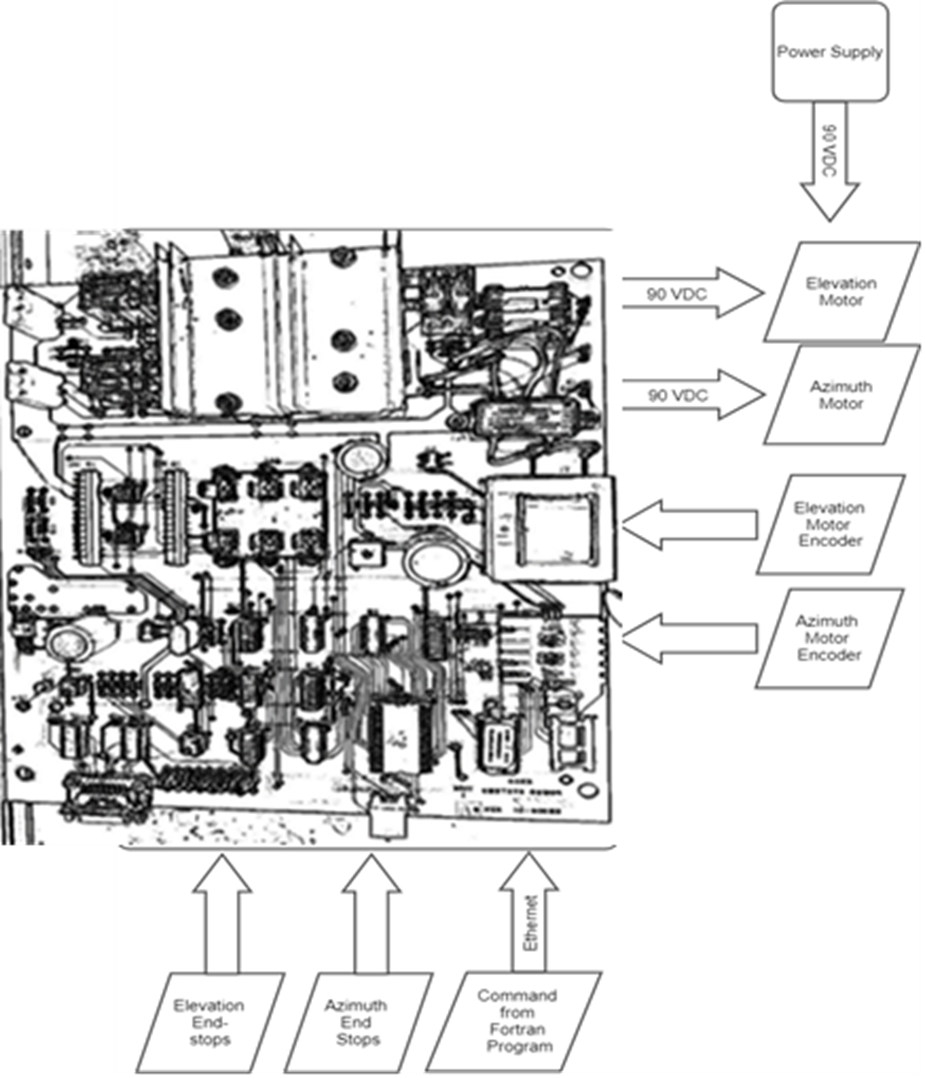 Power Supply
90 VDC
Elevation
Motor
90 VDC
Azimuth
Motor
90 VDC
Elevation
Motor
Encoder
Azimuth
Motor
Encoder
Ethernet
Elevation
End-
stops
Azimuth
End
Stops
Command
from
Fortran
Program